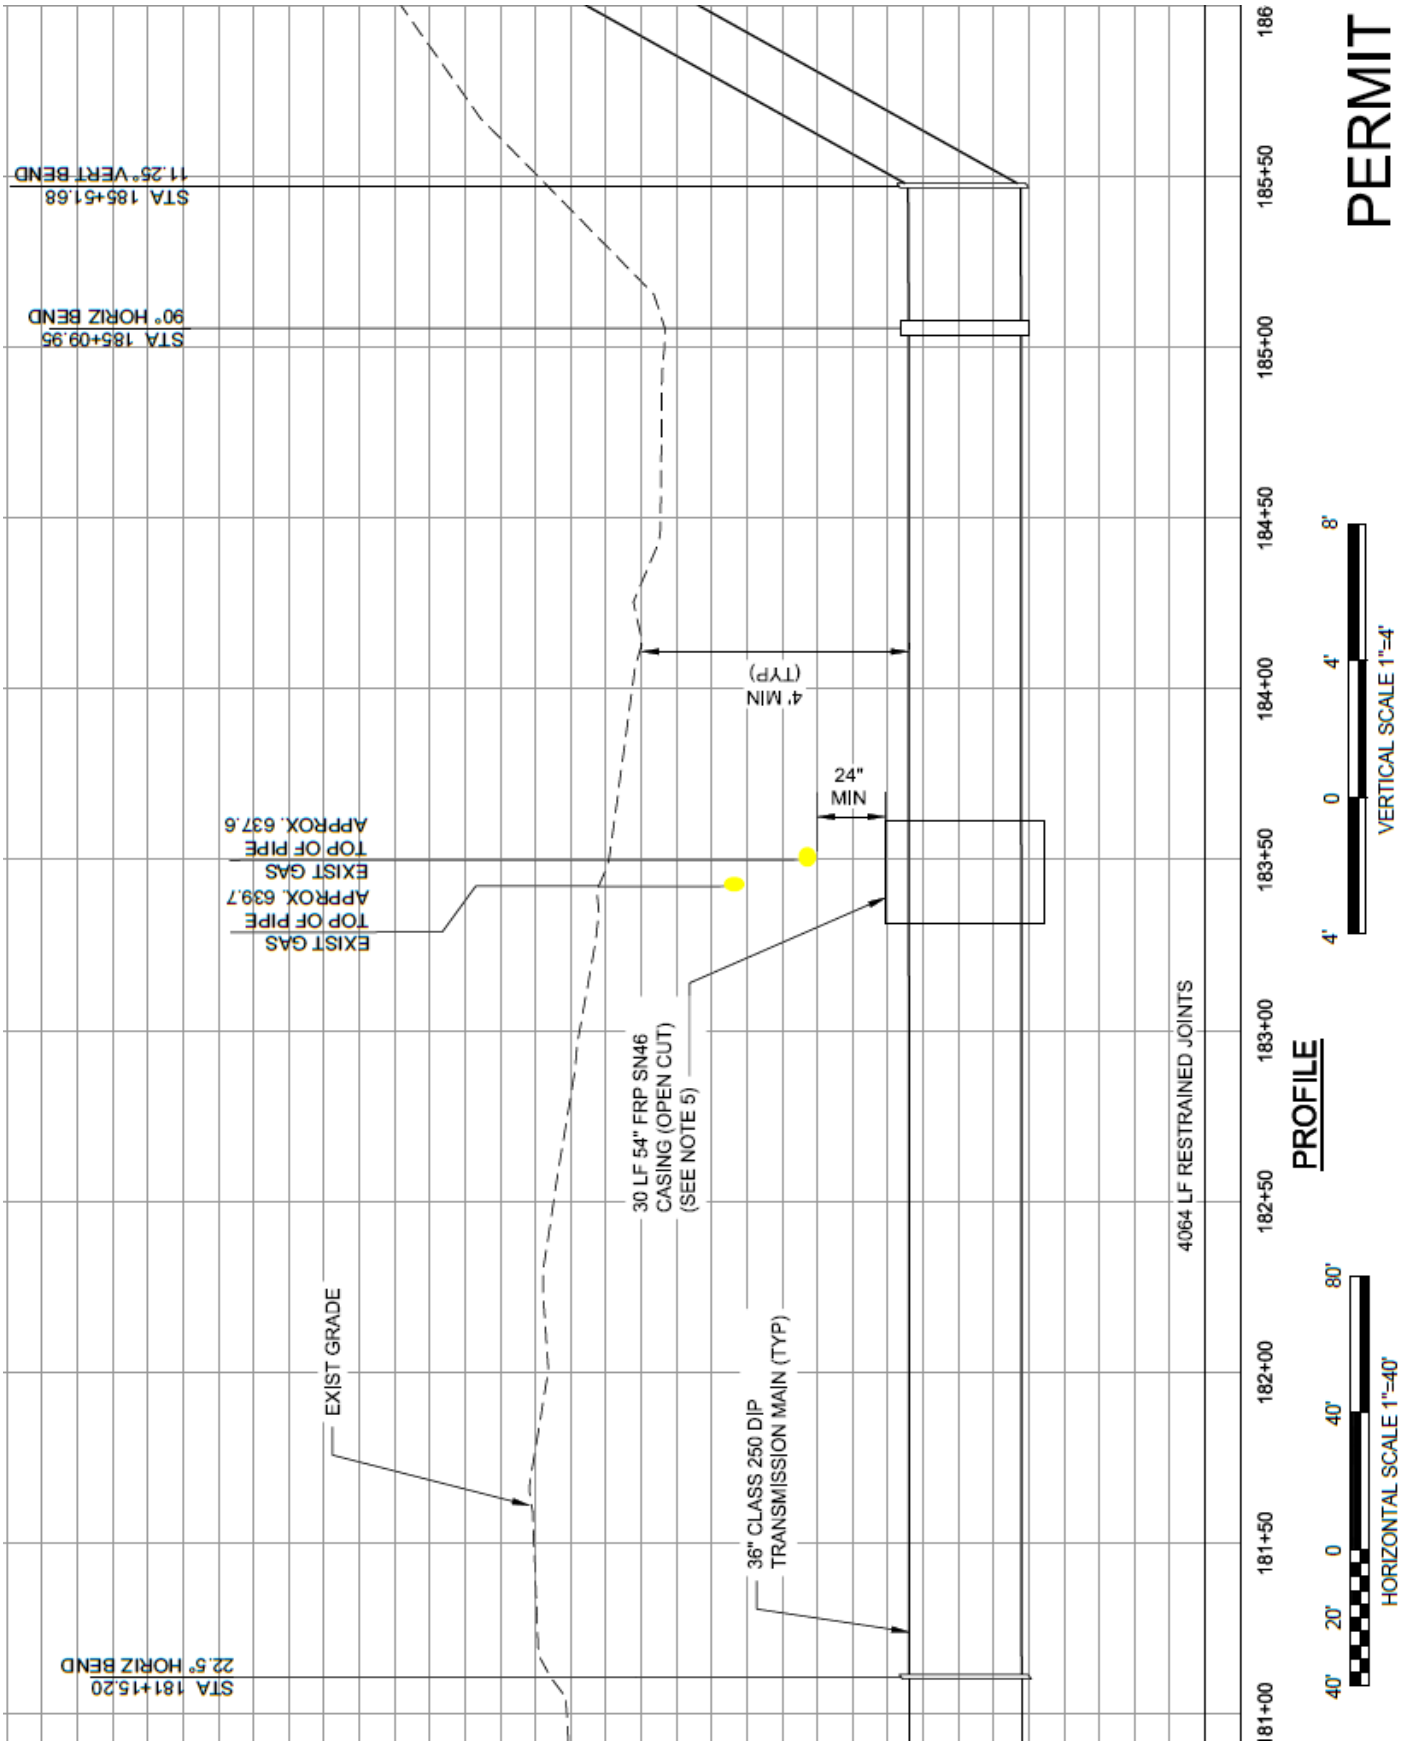 STA 181+15.20
22.5° HORIZ BEND
EXIST GRADE
36" CLASS 250 DIP
TRANSMISSION MAIN (TYP)
30 LF 54" FRP SN46
CASING (OPEN CUT)
(SEE NOTE 5)
EXIST GAS
TOP OF PIPE
APPROX. 639.7
EXIST GAS
TOP OF PIPE
APPROX. 637.6
24"
MIN
4' MIN
(TYP)
STA 185+09.95
90° HORIZ BEND
STA 185+51.68
11.25° VERT BEND
4064 LF RESTRAINED JOINTS
181+00
181+50
182+00
182+50
183+00
183+50
184+00
184+50
185+00
185+50
186
PROFILE
40' 20' 0 40' 80'
HORIZONTAL SCALE 1"=40'
4' 0 4' 8'
VERTICAL SCALE 1"=4'
PERMIT